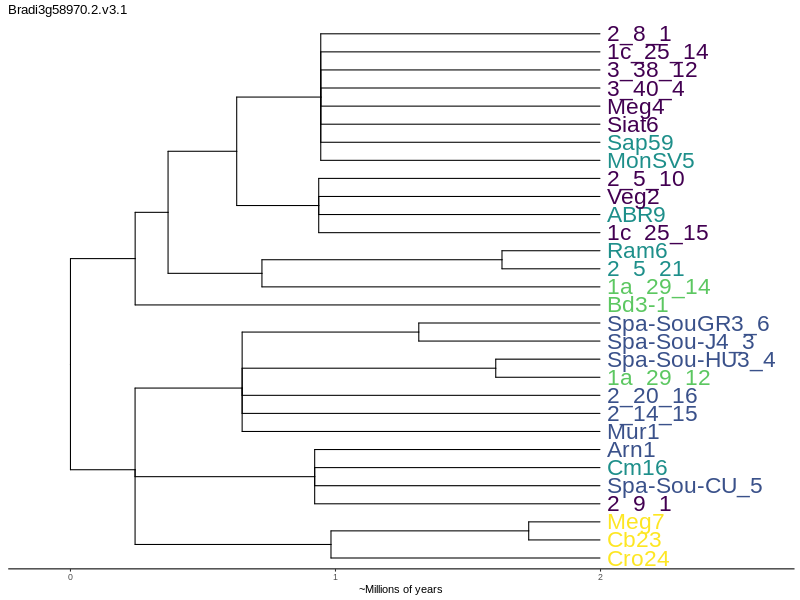 Bradi3g58970.2.v3.1
2_8_1
1c_25_14
3_38_12
3_40_4
Meg4
Siat6
Sap59
MonSV5
2_5_10
Veg2
ABR9
1c_25_15
Ram6
2_5_21
1a_29_14
Bd3-1
Spa-SouGR3_6
Spa-Sou-J4_3
Spa-Sou-HU3_4
1a_29_12
2_20_16
2_14_15
Mur1
Arn1
Cm16
Spa-Sou-CU_5
2_9_1
Meg7
Cb23
Cro24
0 1 2
~Millions of years